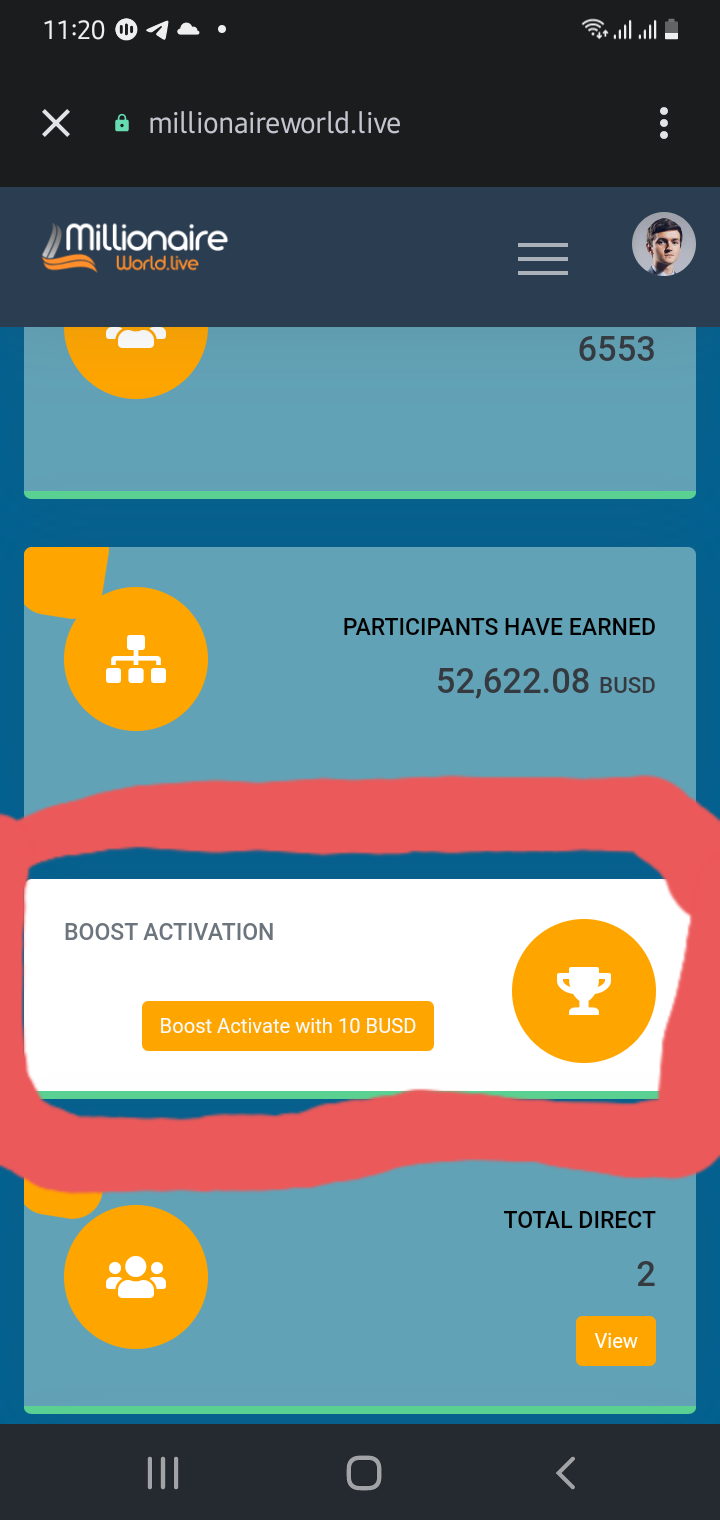 11:20
millionaireworld.live
Millionaire
World.live
6553
PARTICIPANTS HAVE EARNED
52,622.08 BUSD
BOOST ACTIVATION
Boost Activate with 10 BUSD
TOTAL DIRECT
2
View